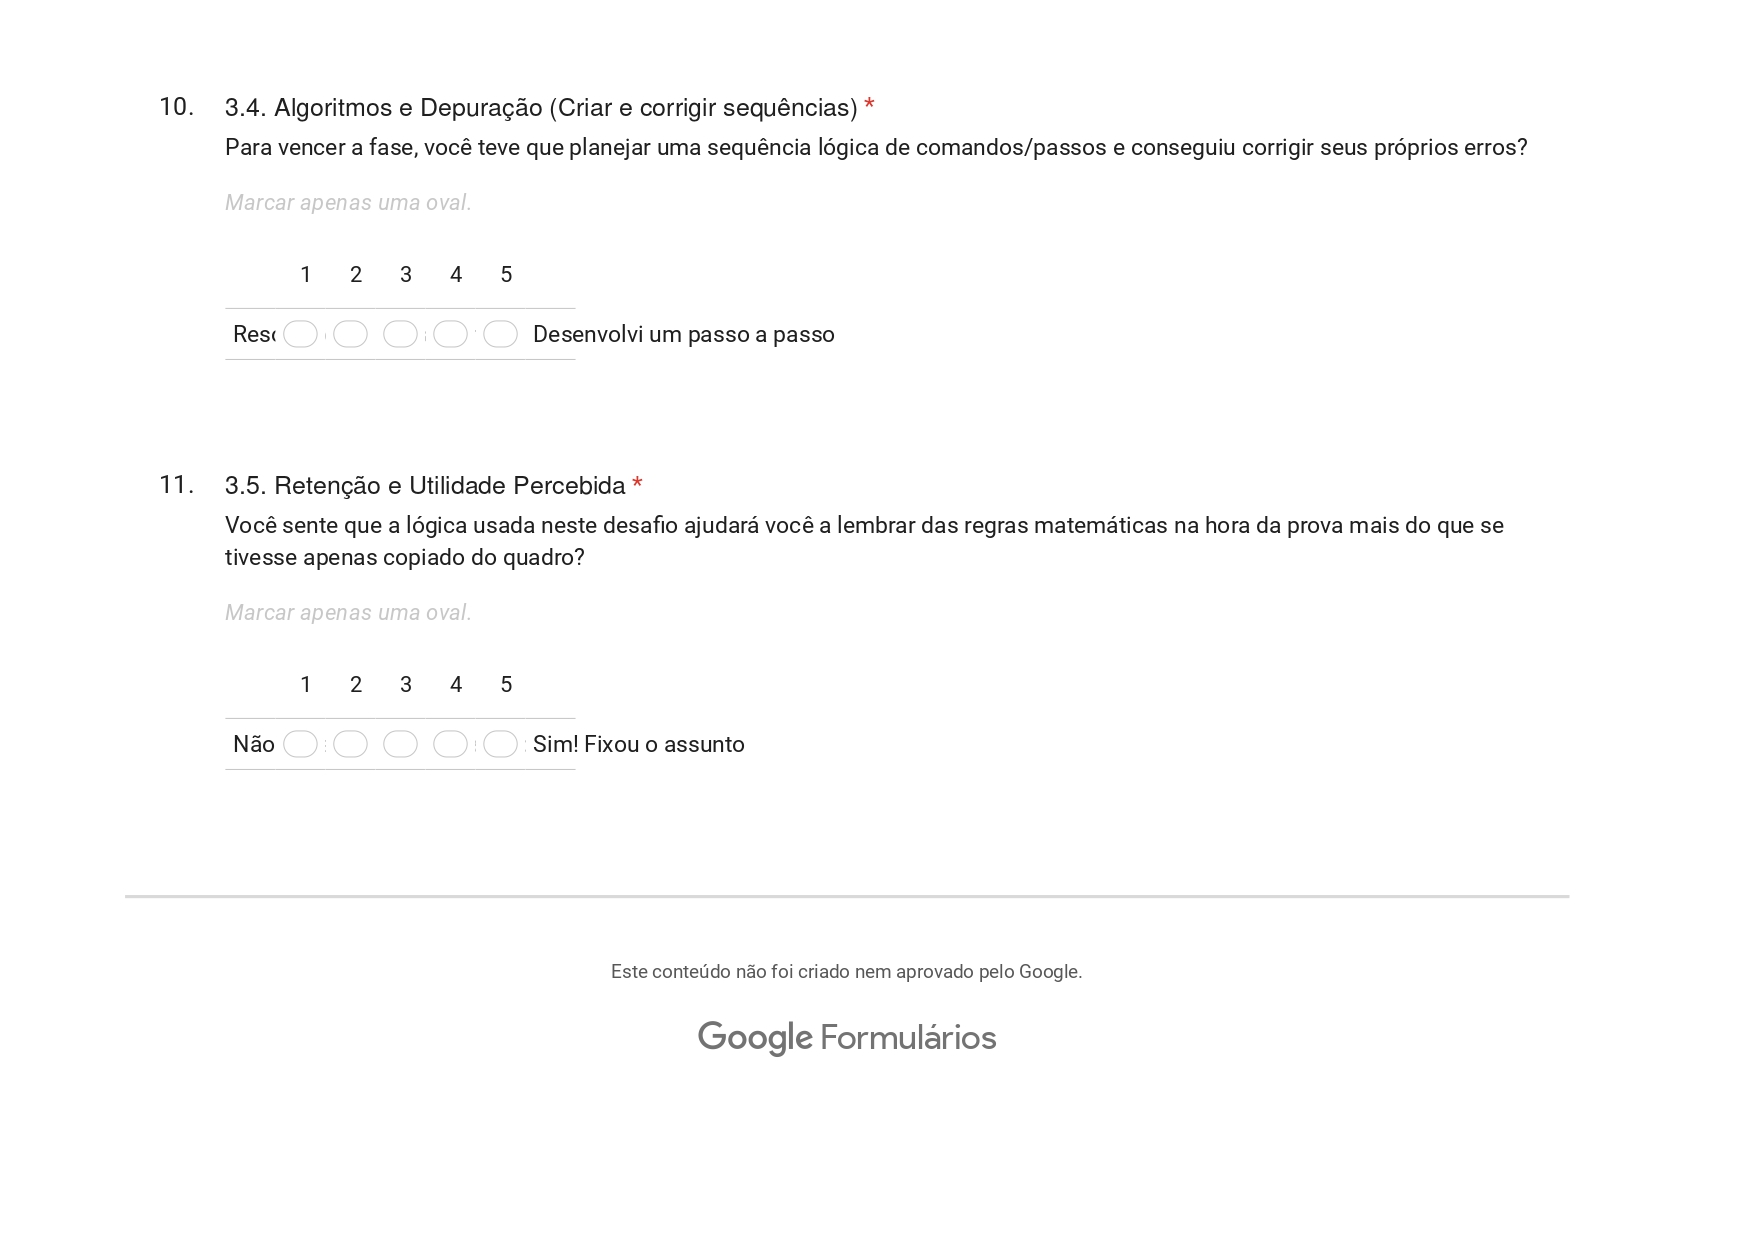 10. 3.4. Algoritmos e Depuração (Criar e corrigir sequências) *
Para vencer a fase, você teve que planejar uma sequência lógica de comandos/passos e conseguiu corrigir seus próprios erros?
Marcar apenas uma oval.
1 2 3 4 5
Desenvolvi um passo a passo
11. 3.5. Retenção e Utilidade Percebida *
Você sente que a lógica usada neste desafio ajudará você a lembrar das regras matemáticas na hora da prova mais do que se
tivesse apenas copiado do quadro?
Marcar apenas uma oval.
1 2 3 4 5
Não Sim! Fixou o assunto
Este conteúdo não foi criado nem aprovado pelo Google.
Google Formulários